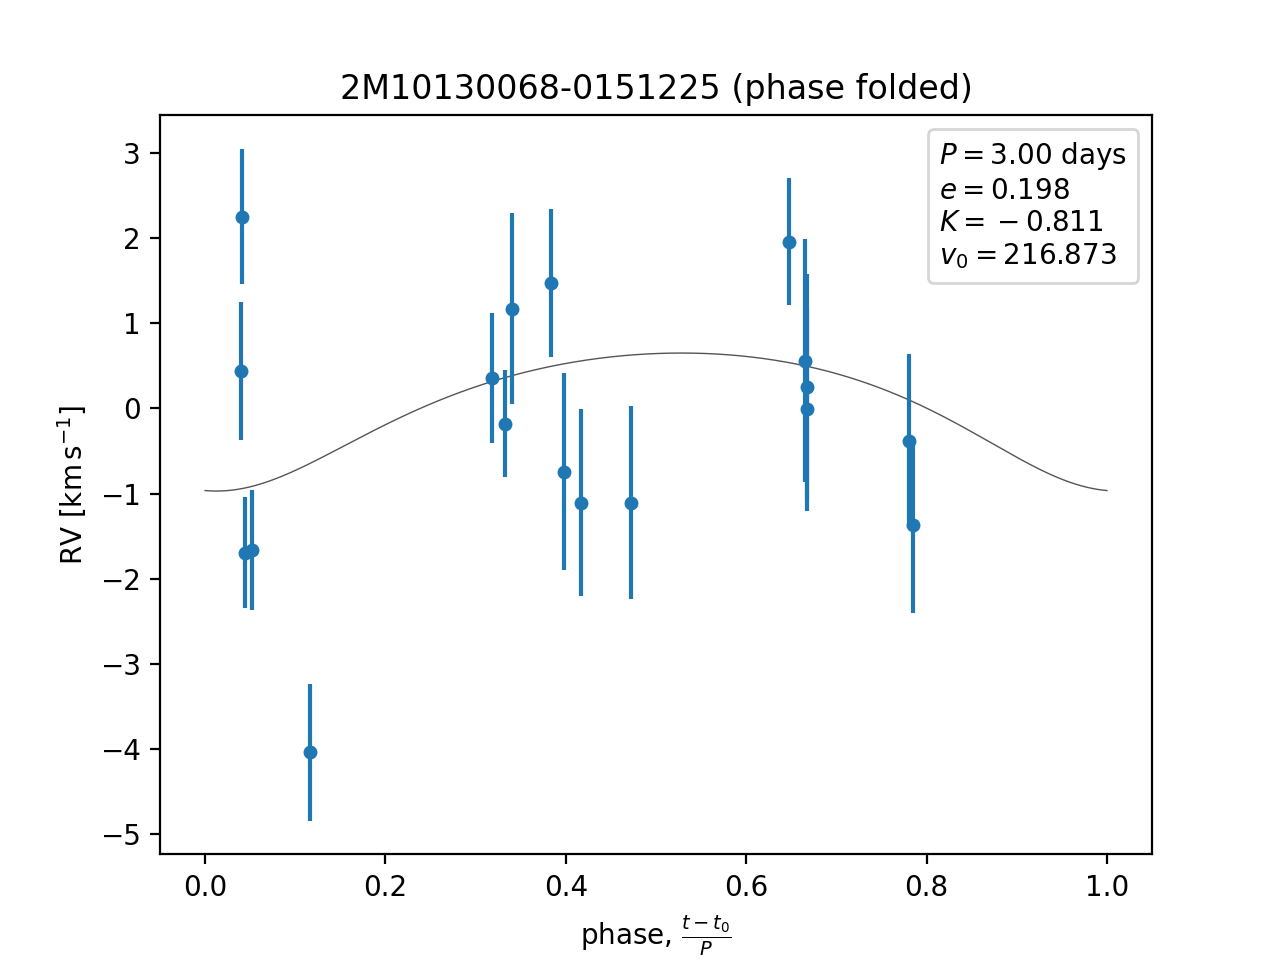 2M10130068-0151225 (phase folded)
P = 3.00 days
e = 0.198
K = −0.811
v₀ = 216.873
3
2
1
0
−1
−2
−3
−4
−5
RV [km s⁻¹]
0.0 0.2 0.4 0.6 0.8 1.0
phase, (t − t₀)/P